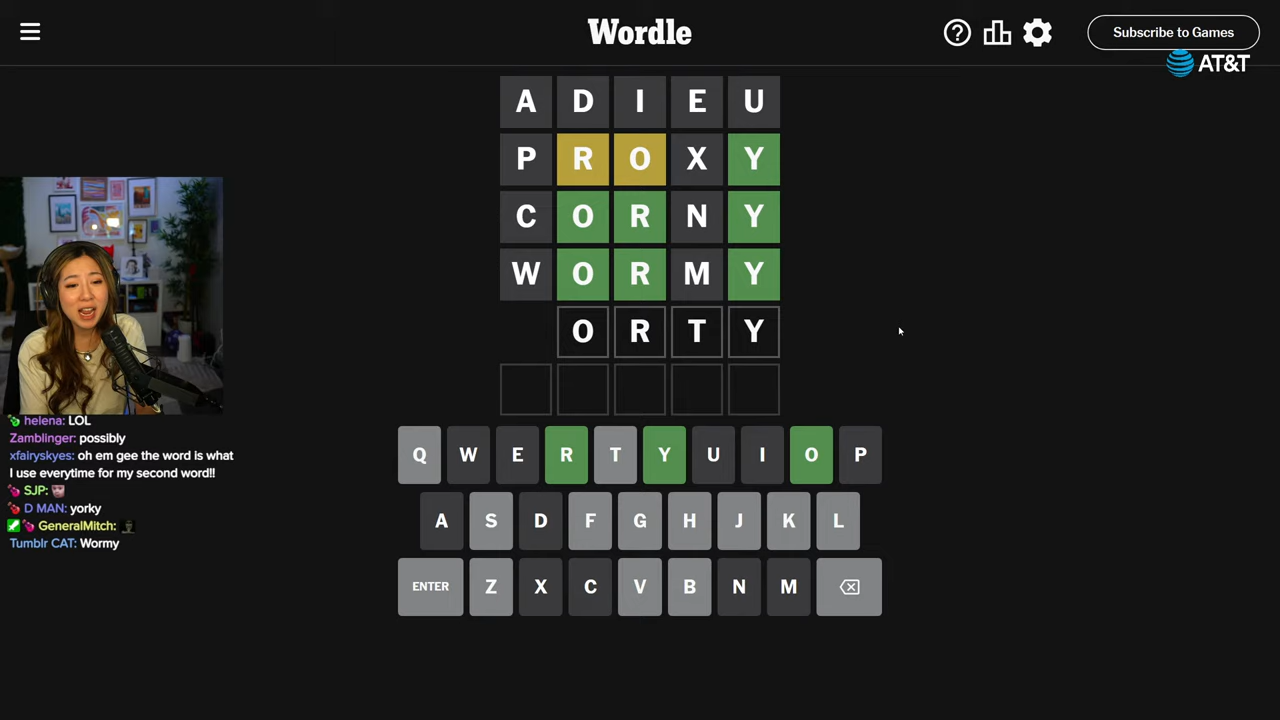 Wordle
Subscribe to Games
AT&T
A D I E U
P R O X Y
C O R N Y
W O R M Y
O R T Y
helena: LOL
Zamblinger: possibly
xfairyskyes: oh em gee the word is what
I use everytime for my second word!!
SJP:
D MAN: yorky
GeneralMitch:
Tumblr CAT: Wormy
Q W E R T Y U I O P
A S D F G H J K L
ENTER Z X C V B N M